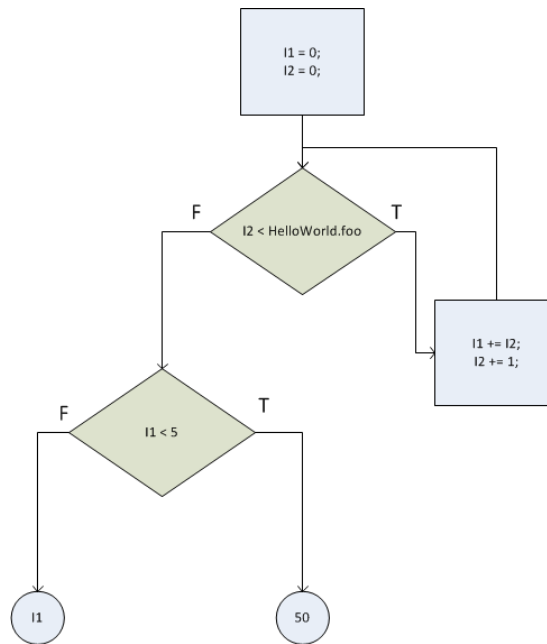 I1 = 0;
I2 = 0;
F
I2 < HelloWorld.foo
T
I1 += I2;
I2 += 1;
F
I1 < 5
T
I1
50